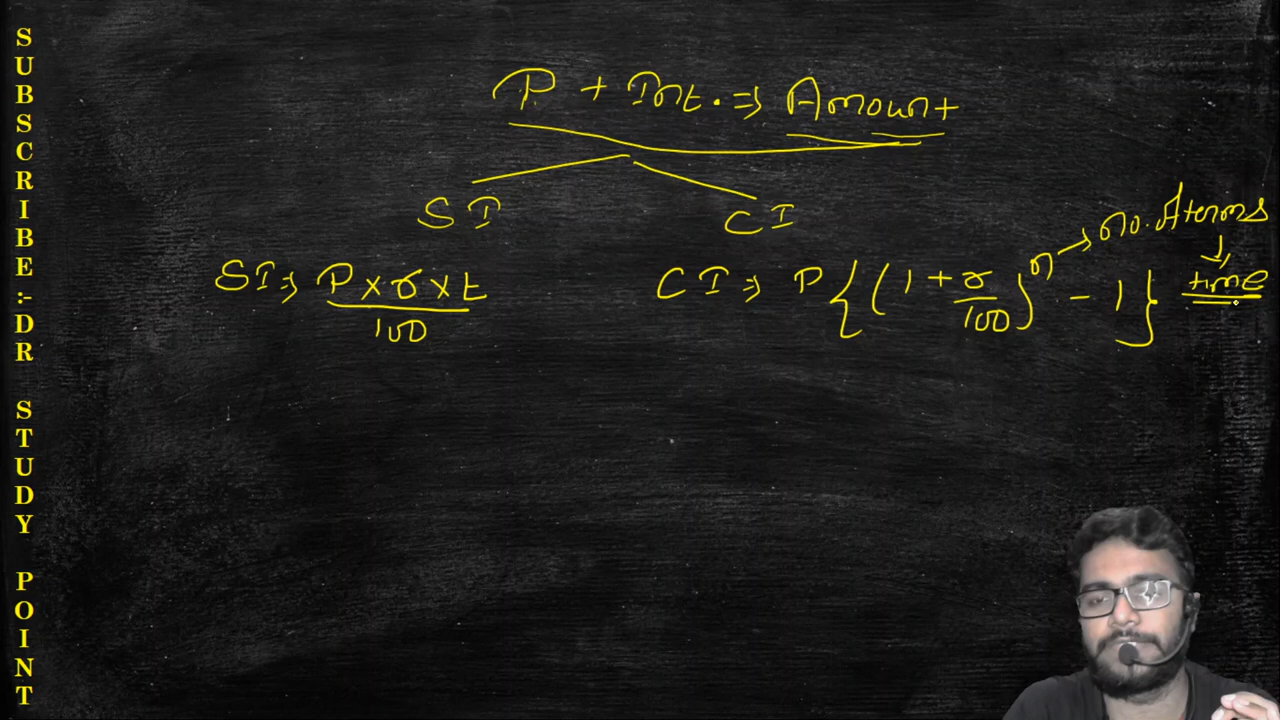 SUBSCRIBE :- DR STUDY POINT
P + Int. ⇒ Amount
SI CI
SI ⇒ P × r × t / 100
CI ⇒ P { ( 1 + r/100 )^n - 1 }
→ no. of terms
↓
time